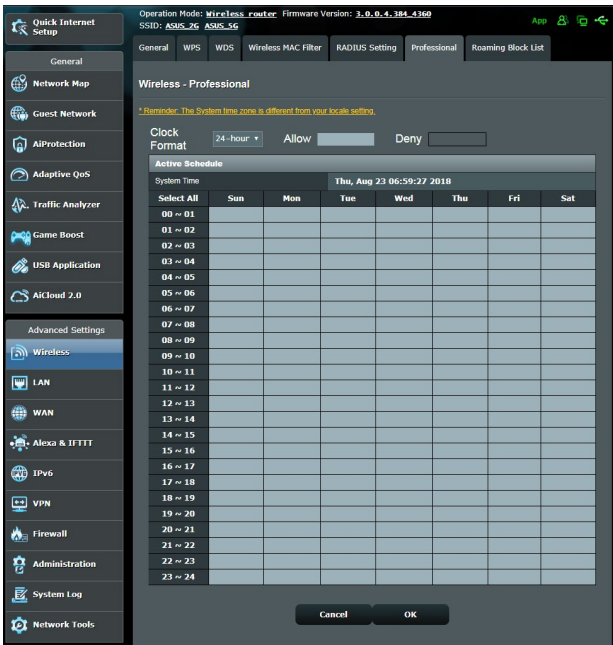 Quick Internet
Setup
General
Network Map
Guest Network
AiProtection
Adaptive QoS
Traffic Analyzer
Game Boost
USB Application
AiCloud 2.0
Advanced Settings
Wireless
LAN
WAN
Alexa & IFTTT
IPv6
VPN
Firewall
Administration
System Log
Network Tools
Operation Mode: Wireless router Firmware Version: 3.0.0.4.384_4360
SSID: ASUS_2G ASUS_5G
App
General WPS WDS Wireless MAC Filter RADIUS Setting Professional Roaming Block List
Wireless - Professional
* Reminder: The System time zone is different from your locale setting.
Clock
Format 24-hour Allow Deny
Active Schedule
System Time Thu, Aug 23 06:59:27 2018
Select All Sun Mon Tue Wed Thu Fri Sat
00 ~ 01
01 ~ 02
02 ~ 03
03 ~ 04
04 ~ 05
05 ~ 06
06 ~ 07
07 ~ 08
08 ~ 09
09 ~ 10
10 ~ 11
11 ~ 12
12 ~ 13
13 ~ 14
14 ~ 15
15 ~ 16
16 ~ 17
17 ~ 18
18 ~ 19
19 ~ 20
20 ~ 21
21 ~ 22
22 ~ 23
23 ~ 24
Cancel OK